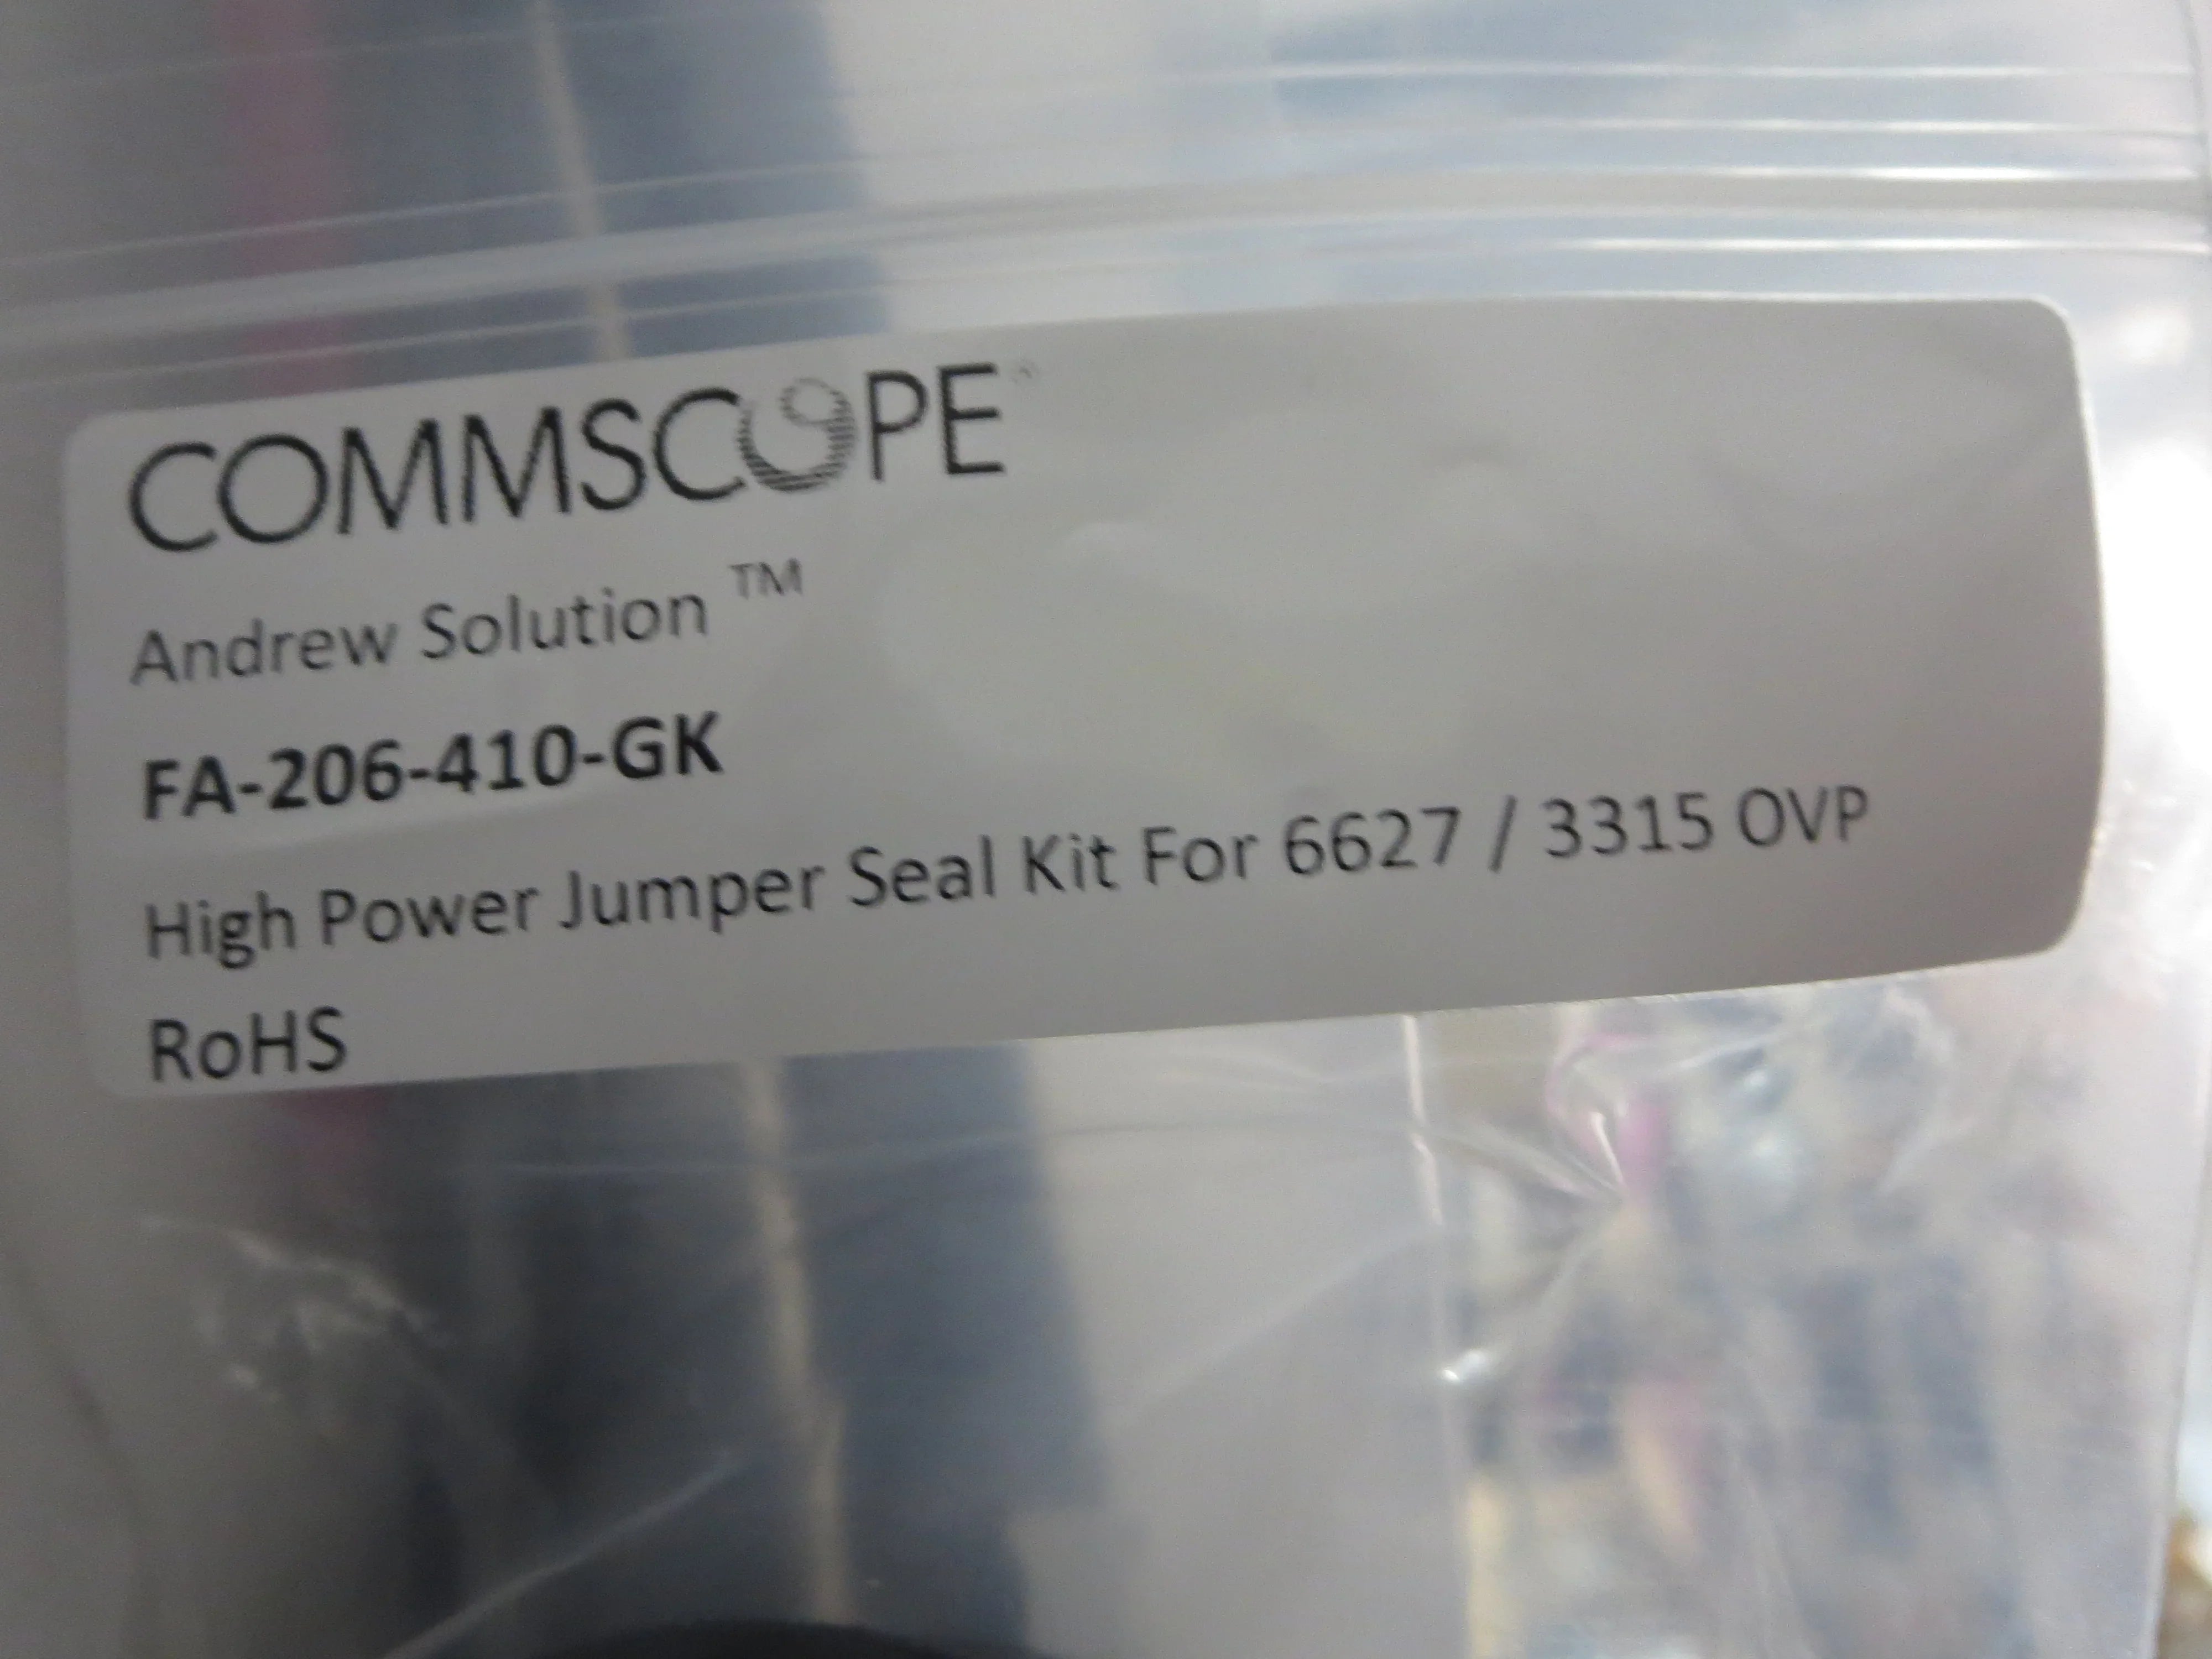 COMMSCOPE®
Andrew Solution ™
FA-206-410-GK
High Power Jumper Seal Kit For 6627 / 3315 OVP
RoHS